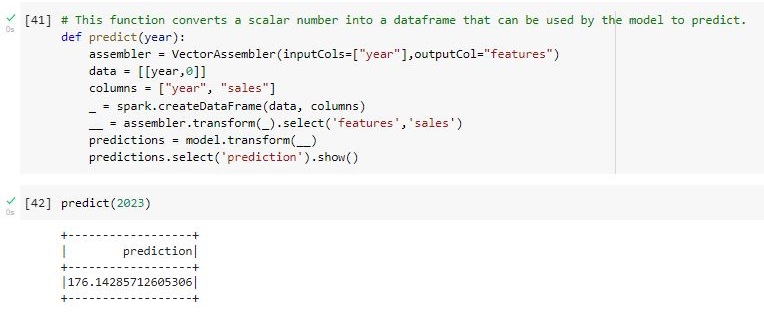 [41] # This function converts a scalar number into a dataframe that can be used by the model to predict.
def predict(year):
    assembler = VectorAssembler(inputCols=["year"],outputCol="features")
    data = [[year,0]]
    columns = ["year", "sales"]
    _ = spark.createDataFrame(data, columns)
    __ = assembler.transform(_).select('features','sales')
    predictions = model.transform(__)
    predictions.select('prediction').show()
0s
[42] predict(2023)
0s
+------------------+
|        prediction|
+------------------+
|176.14285712605306|
+------------------+